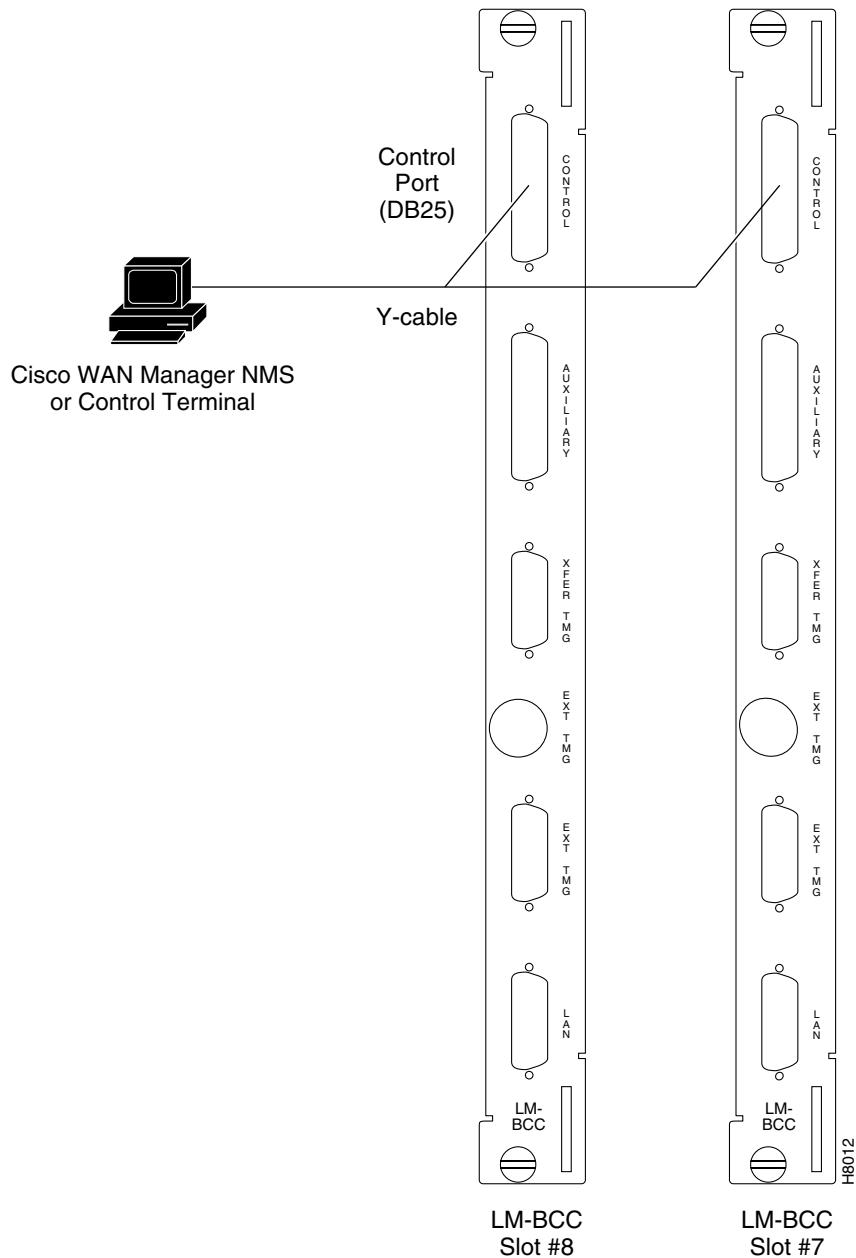 Control
Port
(DB25)
Y-cable
Cisco WAN Manager NMS
or Control Terminal
CONTROL
AUXILIARY
XFER TMG
EXT TMG
EXT TMG
LAN
LM-
BCC
LM-BCC
Slot #8
CONTROL
AUXILIARY
XFER TMG
EXT TMG
EXT TMG
LAN
LM-
BCC
LM-BCC
Slot #7
H8012